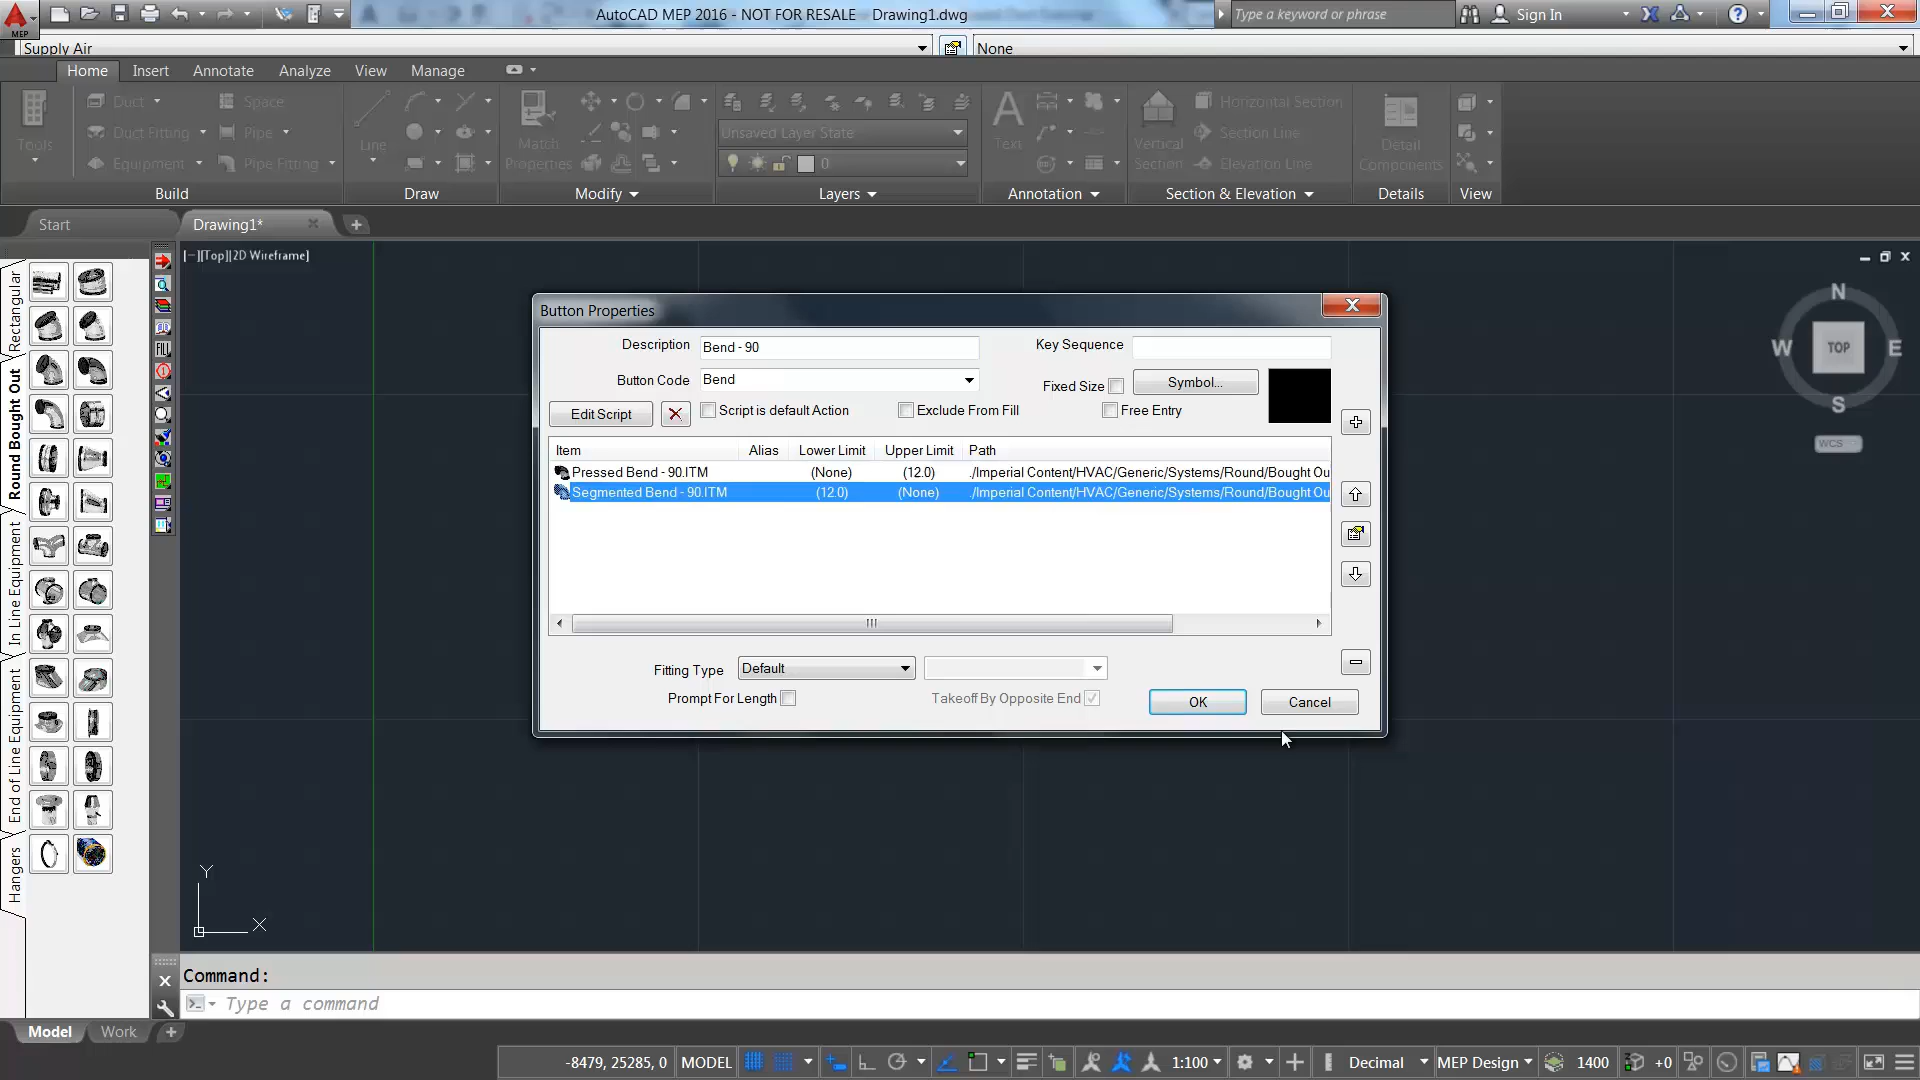 AutoCAD MEP 2016 - NOT FOR RESALE Drawing1.dwg
Type a keyword or phrase
Sign In
MEP
Supply Air
None
Home Insert Annotate Analyze View Manage
Duct
Space
Duct Fitting
Pipe
Equipment
Pipe Fitting
Tools
Line
Match
Properties
Unsaved Layer State
0
Text
Vertical
Section
Horizontal Section
Section Line
Elevation Line
Detail
Components
Build
Draw
Modify
Layers
Annotation
Section & Elevation
Details
View
Start
Drawing1*
[−][Top][2D Wireframe]
Rectangular
Round Bought Out
In Line Equipment
End of Line Equipment
Hangers
FILL
N
W
TOP
E
S
WCS
Button Properties
Description
Bend - 90
Key Sequence
Button Code
Bend
Fixed Size
Symbol...
Edit Script
Script is default Action
Exclude From Fill
Free Entry
Item Alias Lower Limit Upper Limit Path
Pressed Bend - 90.ITM (None) (12.0) ./Imperial Content/HVAC/Generic/Systems/Round/Bought Ou
Segmented Bend - 90.ITM (12.0) (None) ./Imperial Content/HVAC/Generic/Systems/Round/Bought Ou
Fitting Type
Default
Prompt For Length
Takeoff By Opposite End
OK
Cancel
Y
X
Command:
Type a command
Model
Work
-8479, 25285, 0
MODEL
1:100
Decimal
MEP Design
1400
+0